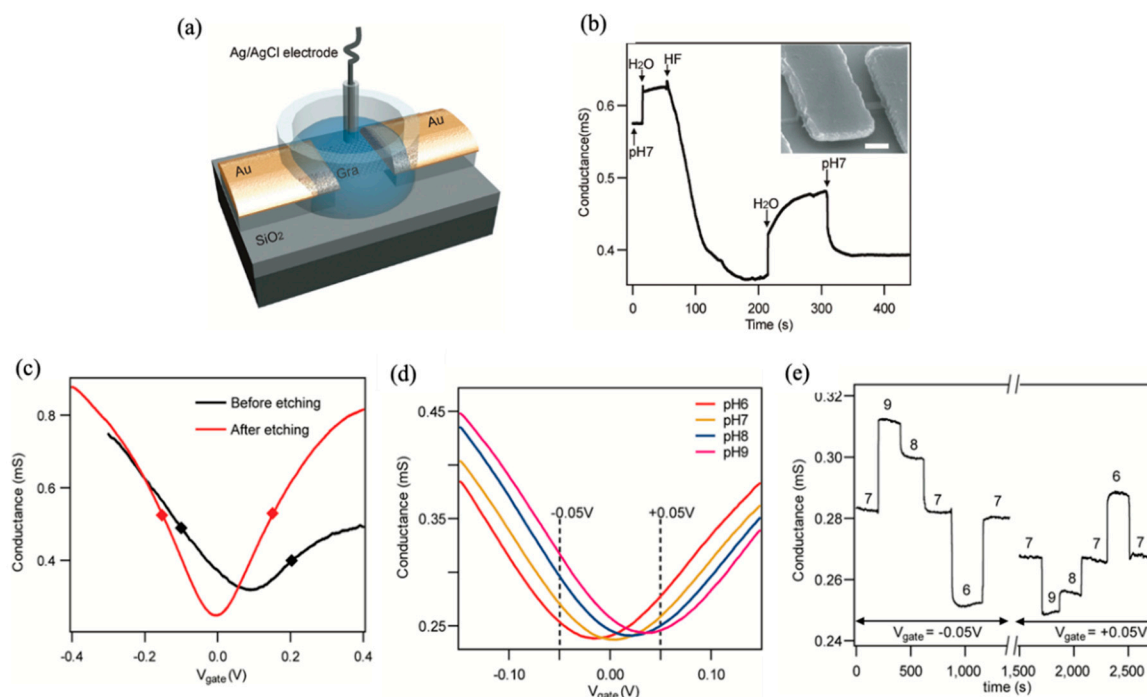 (a)
Ag/AgCl electrode
Au
Au
Gra
SiO2
(b)
H2O
HF
pH7
H2O
pH7
0.6
0.5
0.4
Conductance(mS)
0
100
200
300
400
Time (s)
(c)
Before etching
After etching
0.8
0.6
0.4
Conductance (mS)
-0.4
-0.2
0.0
0.2
0.4
Vgate(V)
(d)
pH6
pH7
pH8
pH9
-0.05V
+0.05V
0.45
0.35
0.25
Conductance (mS)
-0.10
0.00
0.10
Vgate(V)
(e)
0.32
0.30
0.28
0.26
0.24
Conductance (mS)
7
9
8
7
6
7
7
9
8
7
6
7
Vgate = -0.05V
Vgate = +0.05V
0
500
1,000
1,500
2,000
2,500
time (s)